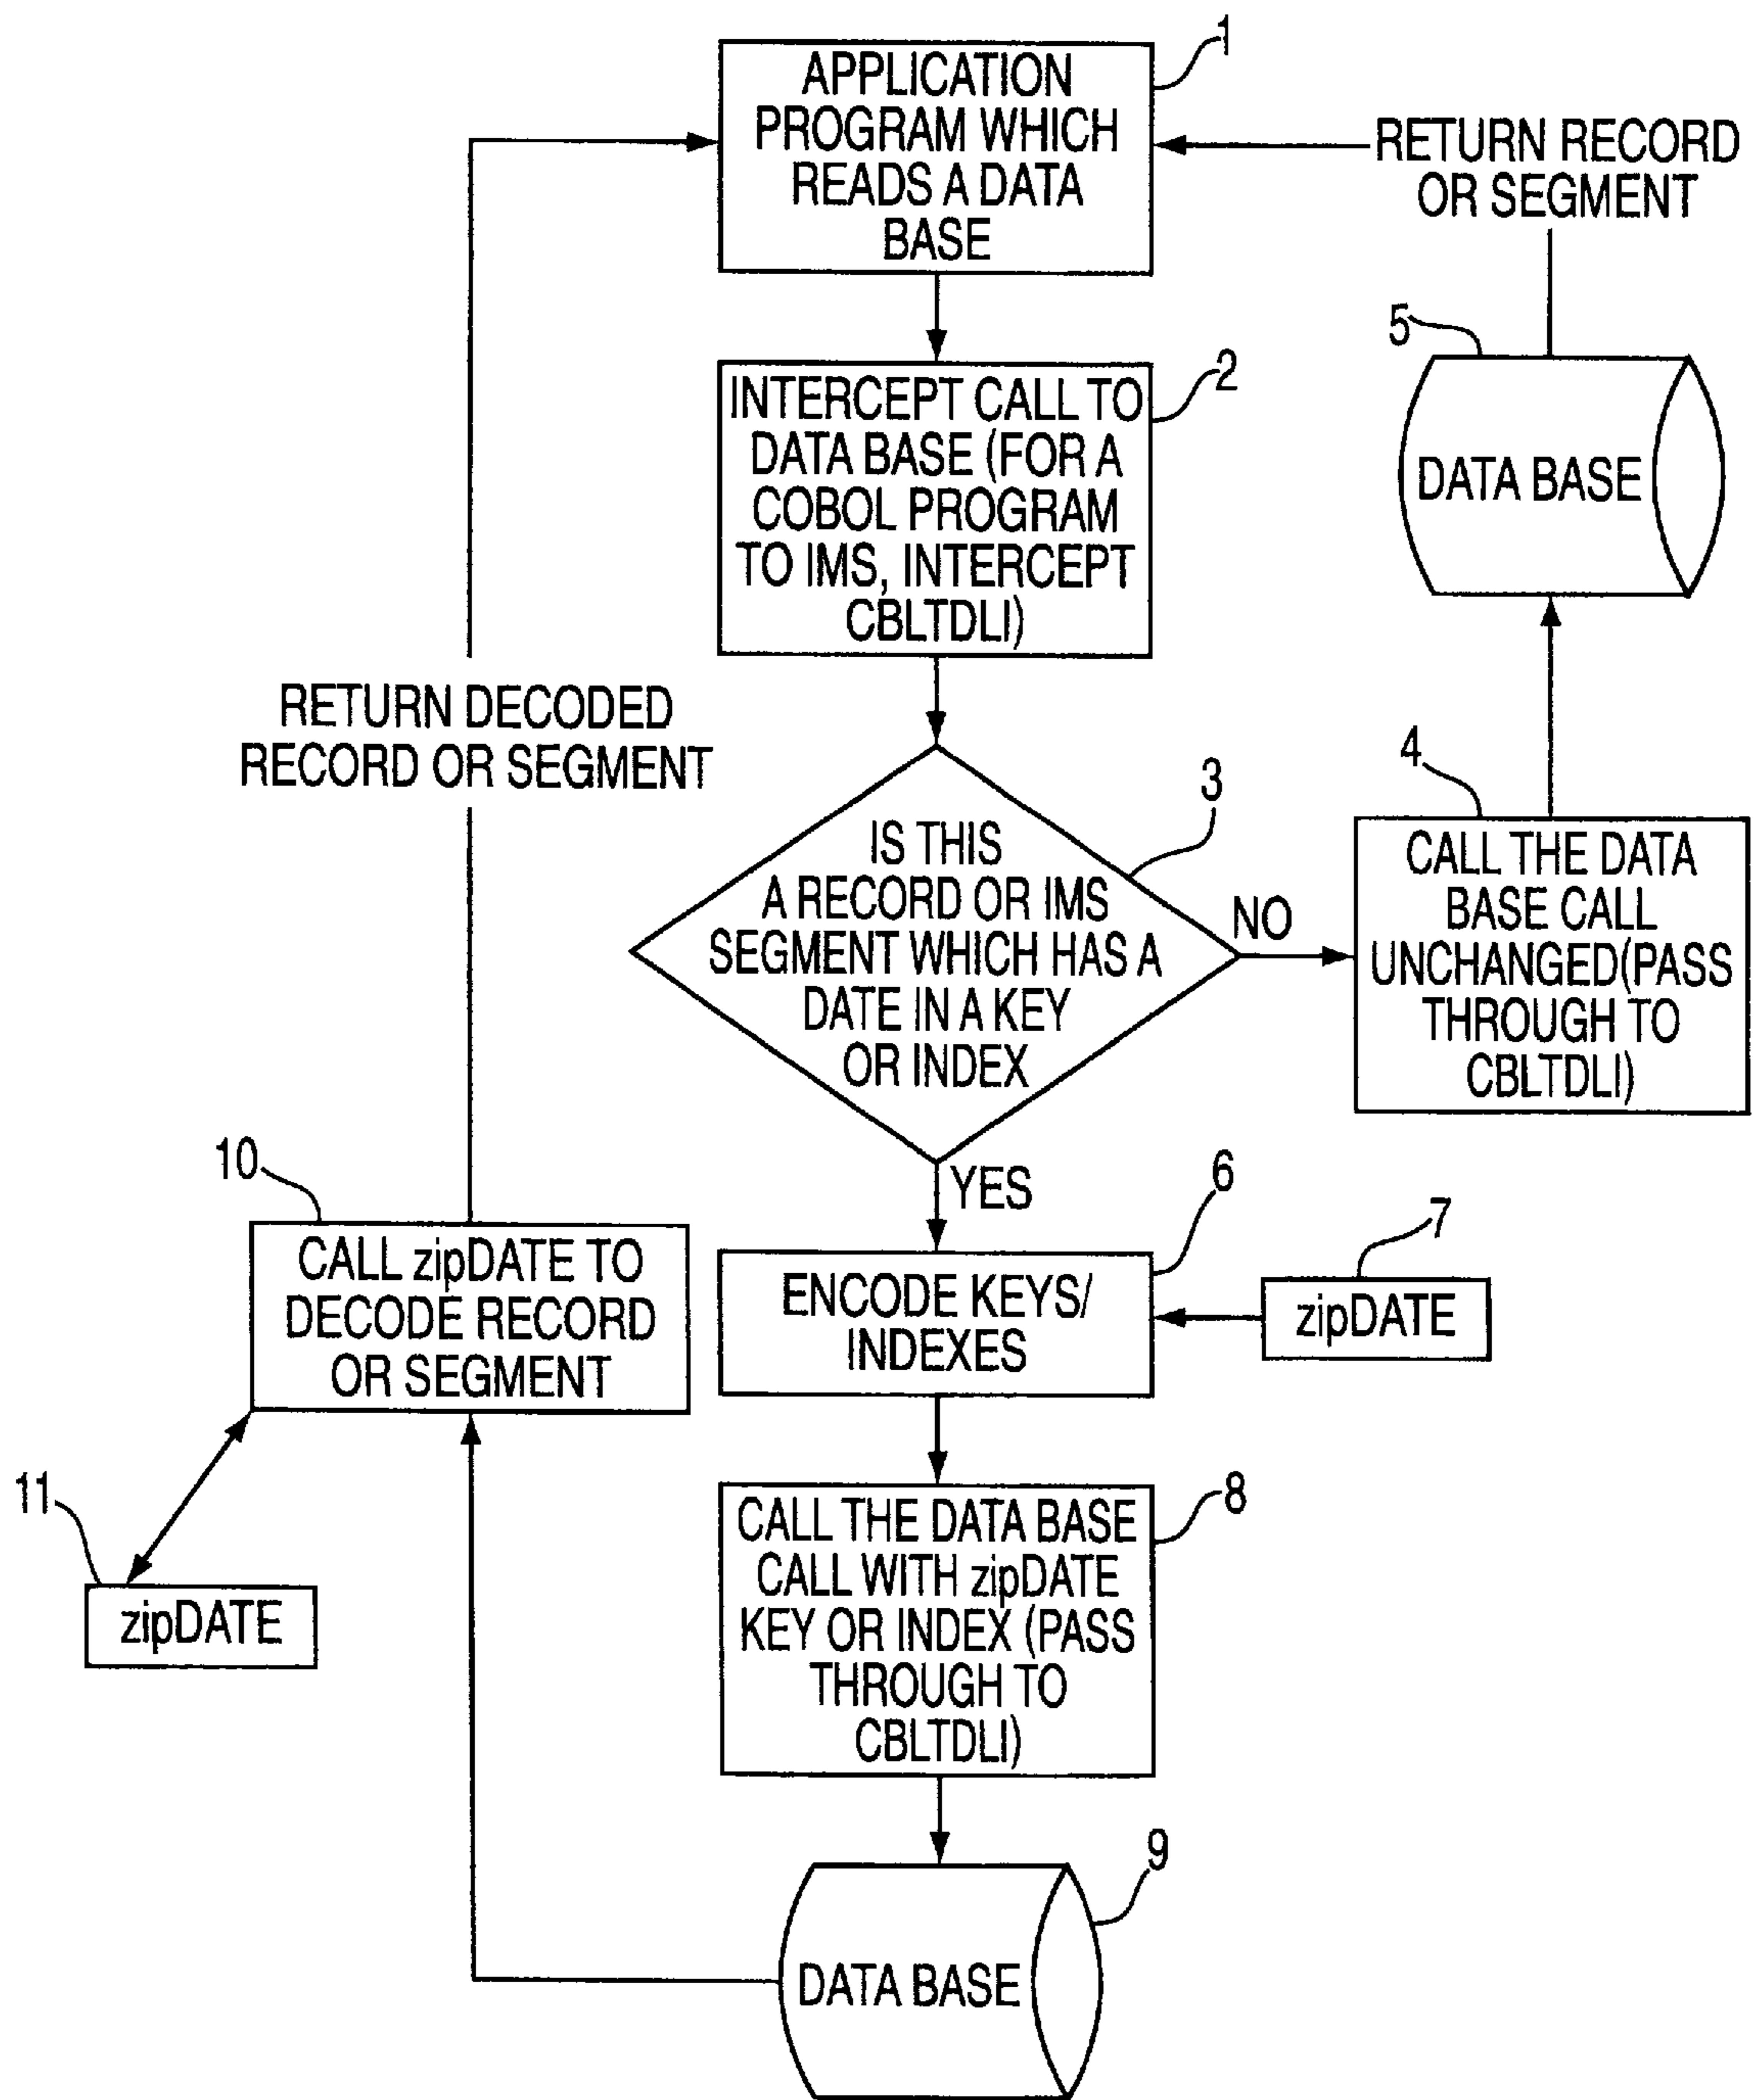 1
APPLICATION
PROGRAM WHICH
READS A DATA
BASE
RETURN RECORD
OR SEGMENT
2
INTERCEPT CALL TO
DATA BASE (FOR A
COBOL PROGRAM
TO IMS, INTERCEPT
CBLTDLI)
5
DATA BASE
RETURN DECODED
RECORD OR SEGMENT
3
IS THIS
A RECORD OR IMS
SEGMENT WHICH HAS A
DATE IN A KEY
OR INDEX
NO
4
CALL THE DATA
BASE CALL
UNCHANGED(PASS
THROUGH TO
CBLTDLI)
YES
6
ENCODE KEYS/
INDEXES
7
zipDATE
10
CALL zipDATE TO
DECODE RECORD
OR SEGMENT
11
zipDATE
8
CALL THE DATA BASE
CALL WITH zipDATE
KEY OR INDEX (PASS
THROUGH TO
CBLTDLI)
9
DATA BASE